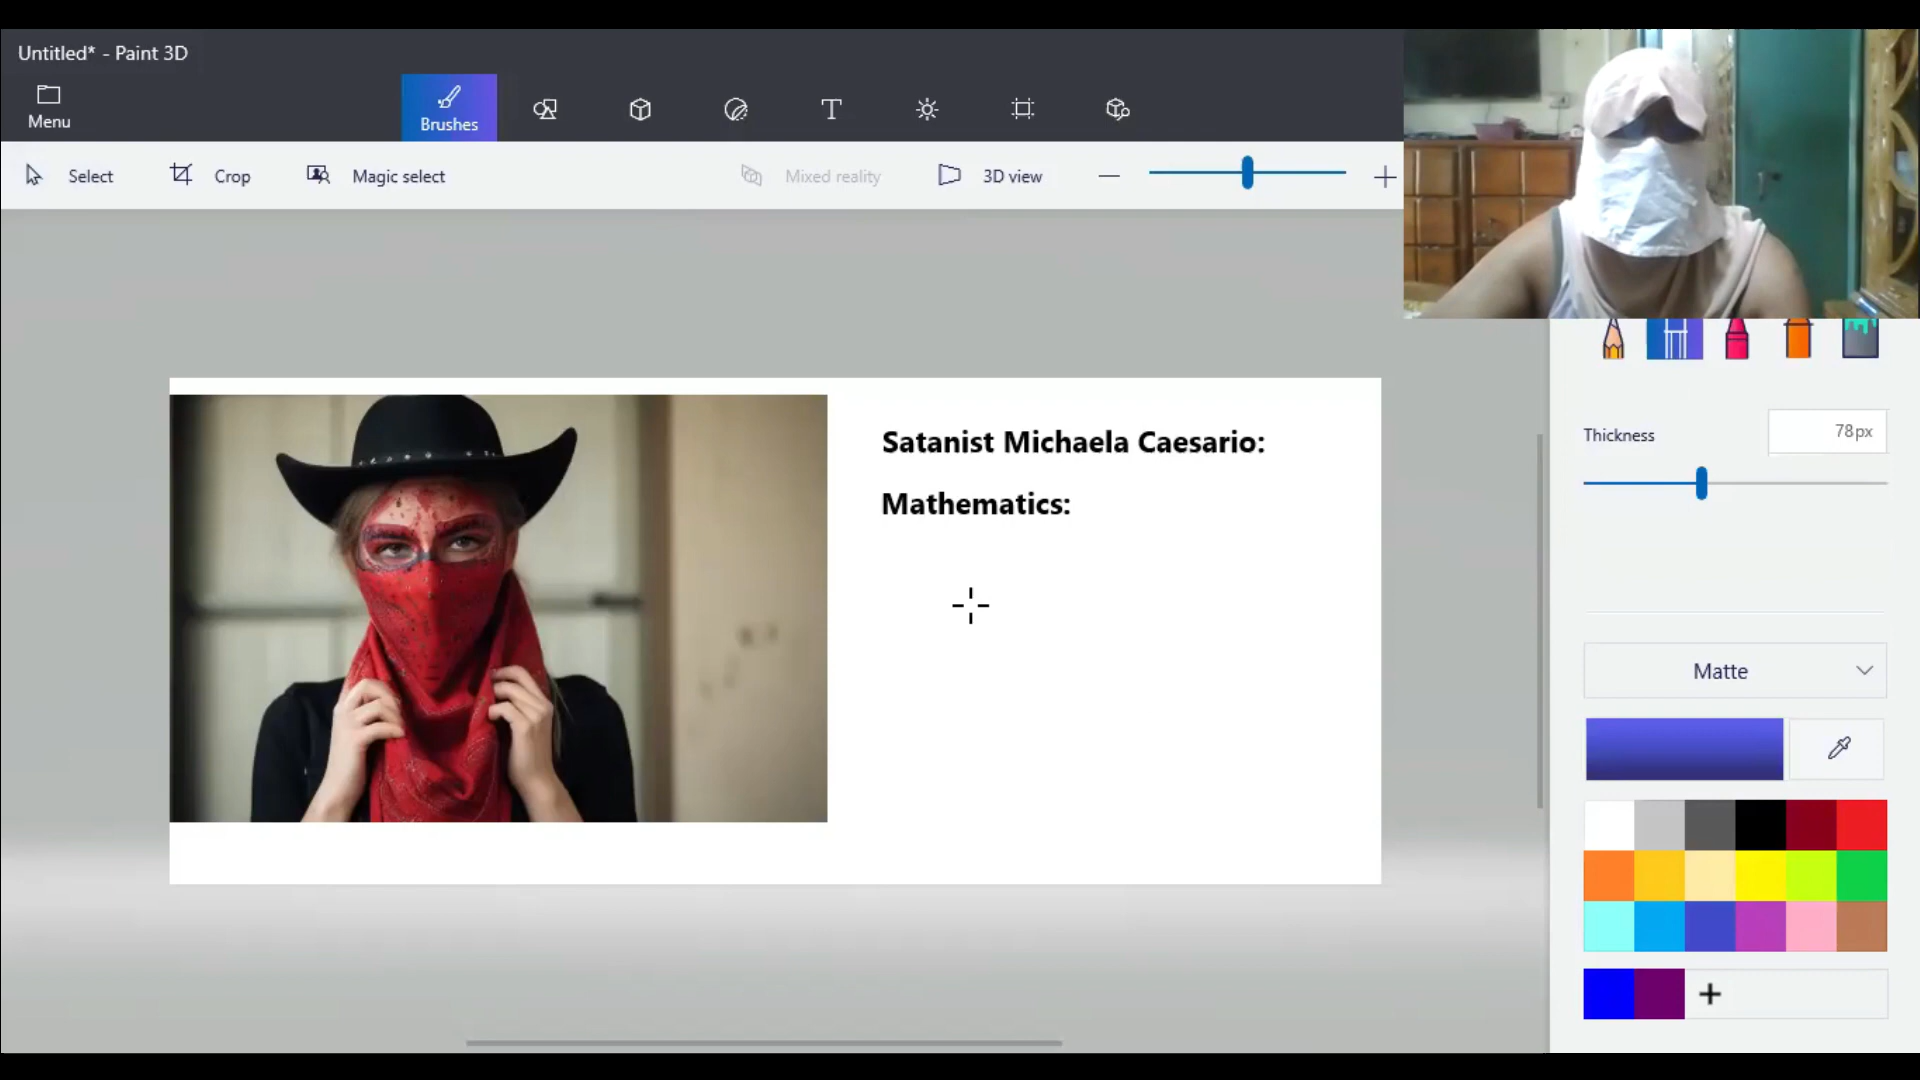 Untitled* - Paint 3D
Menu
Brushes
Select
Crop
Magic select
Mixed reality
3D view
Satanist Michaela Caesario:
Mathematics:
Thickness
78px
Matte